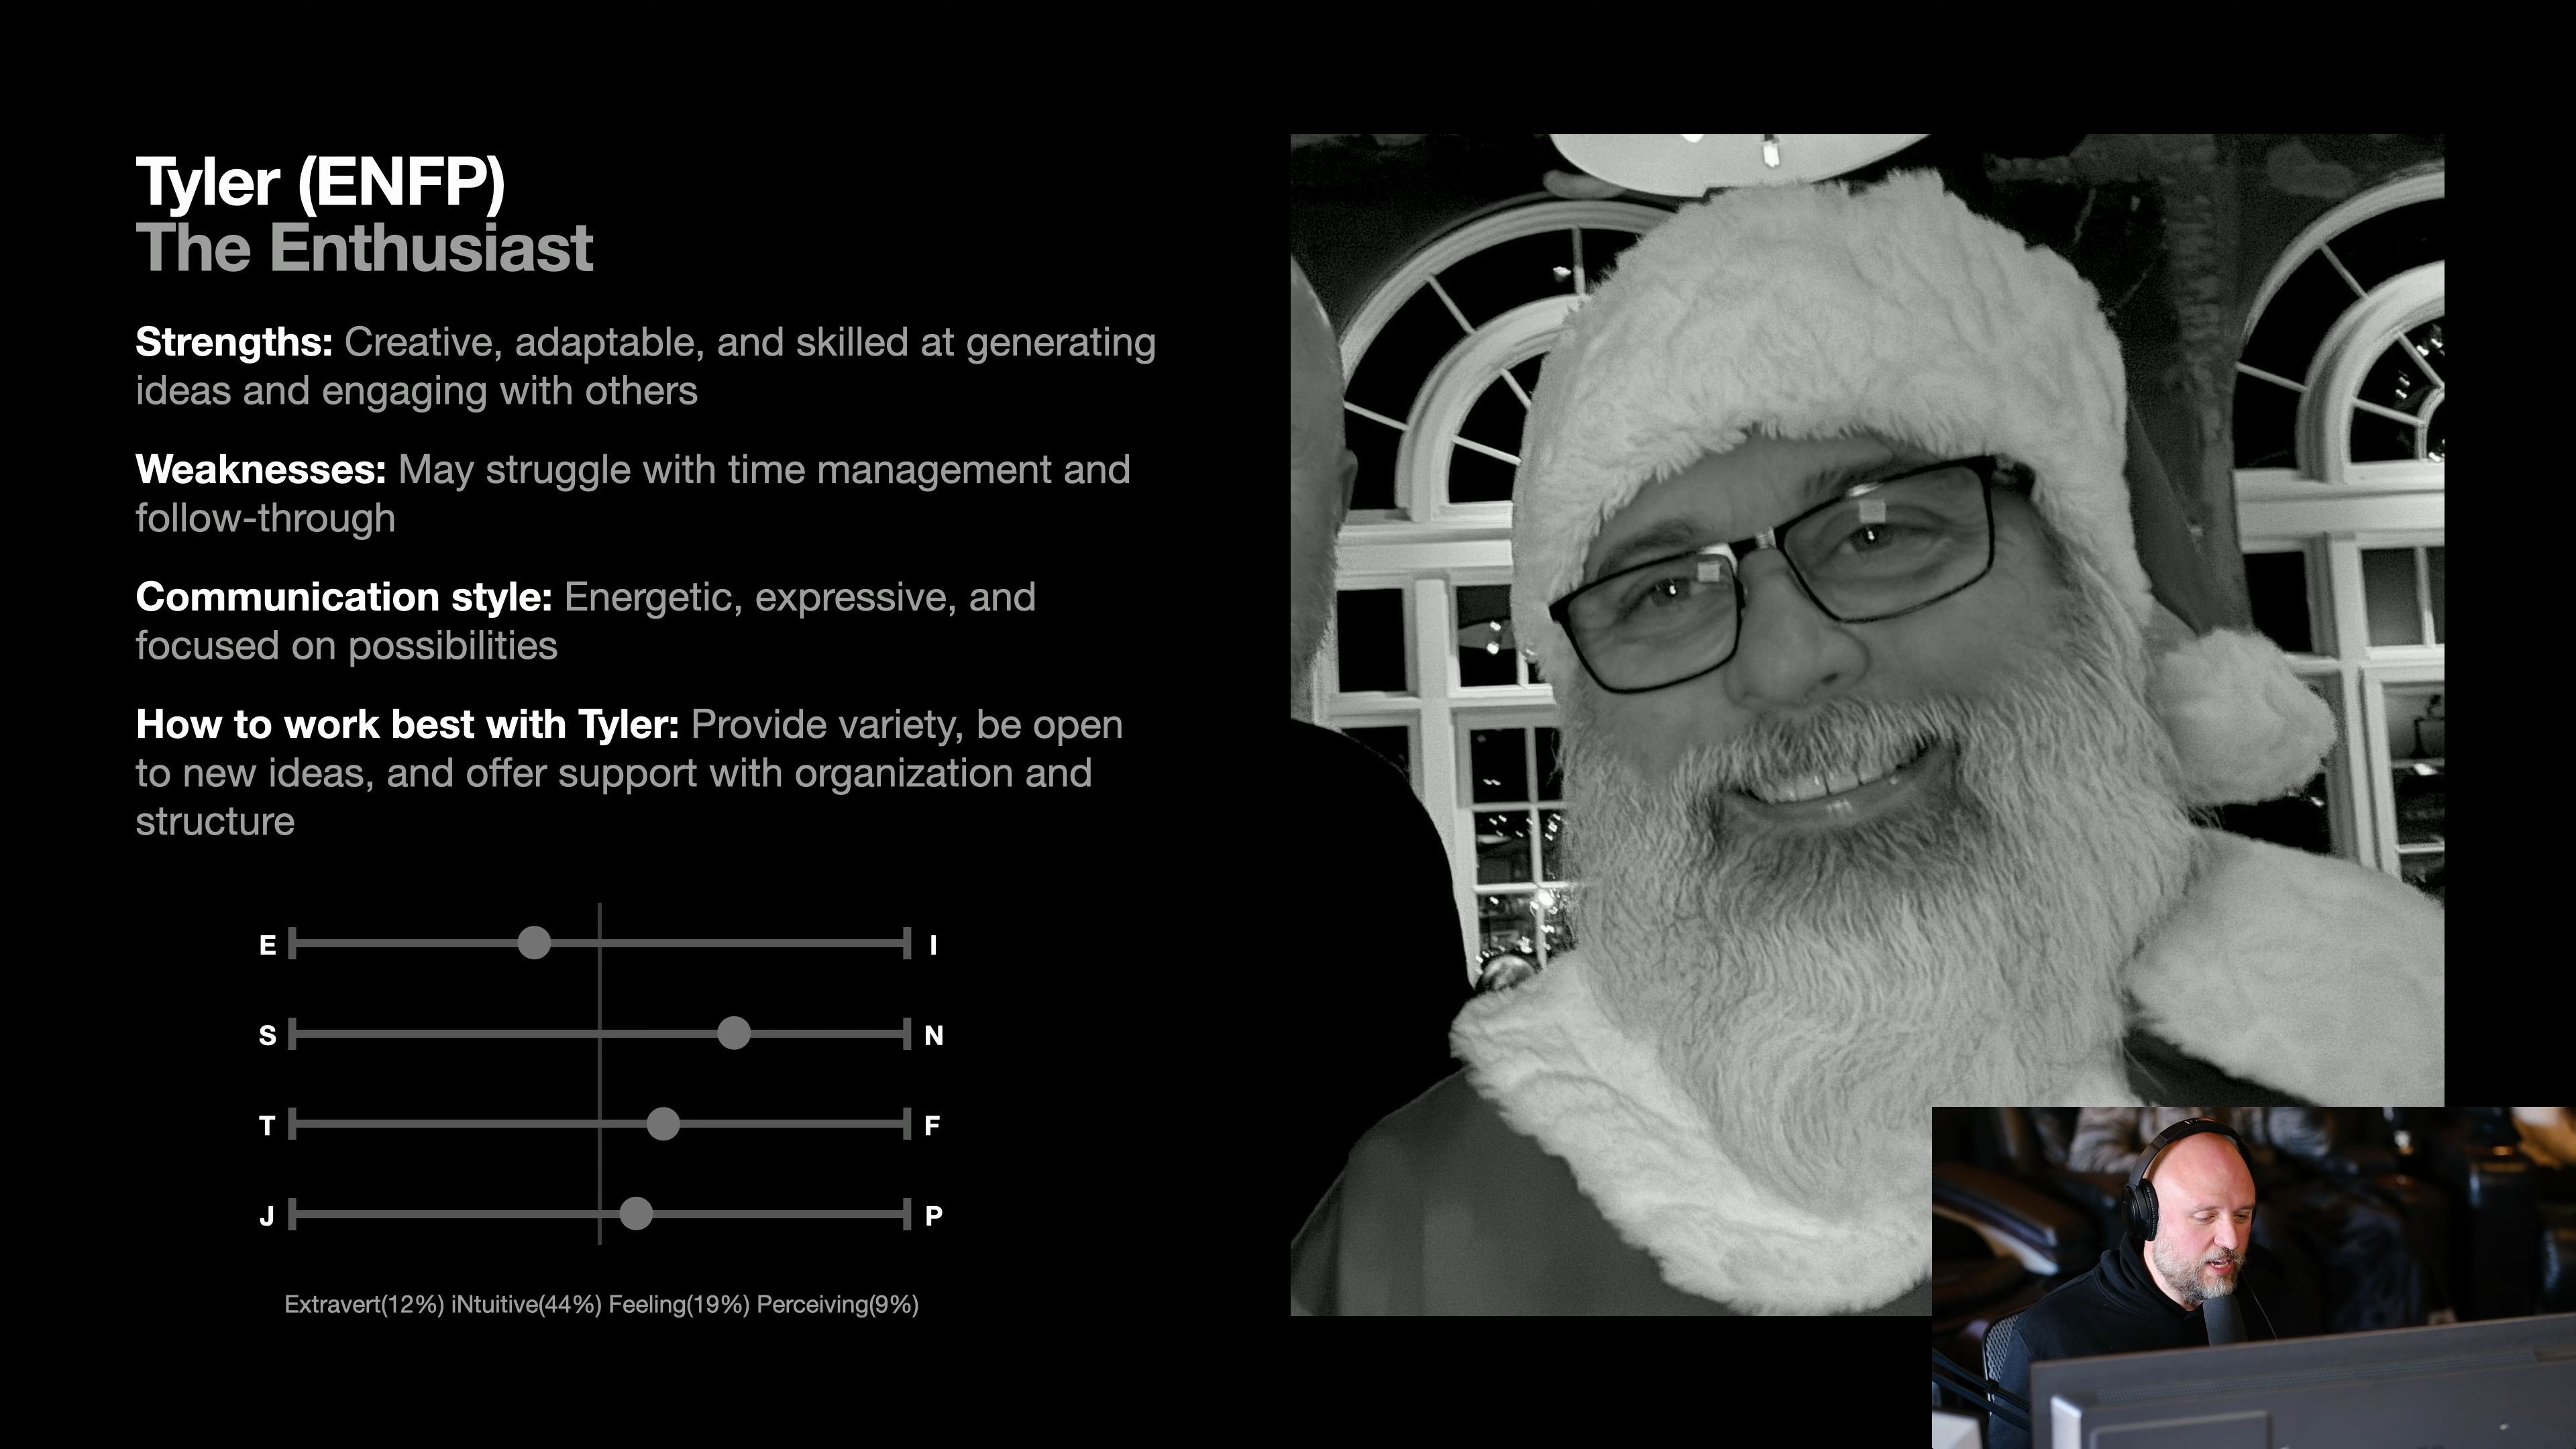 Tyler (ENFP)
The Enthusiast
Strengths: Creative, adaptable, and skilled at generating
ideas and engaging with others
Weaknesses: May struggle with time management and
follow-through
Communication style: Energetic, expressive, and
focused on possibilities
How to work best with Tyler: Provide variety, be open
to new ideas, and offer support with organization and
structure
E I
S N
T F
J P
Extravert(12%) iNtuitive(44%) Feeling(19%) Perceiving(9%)